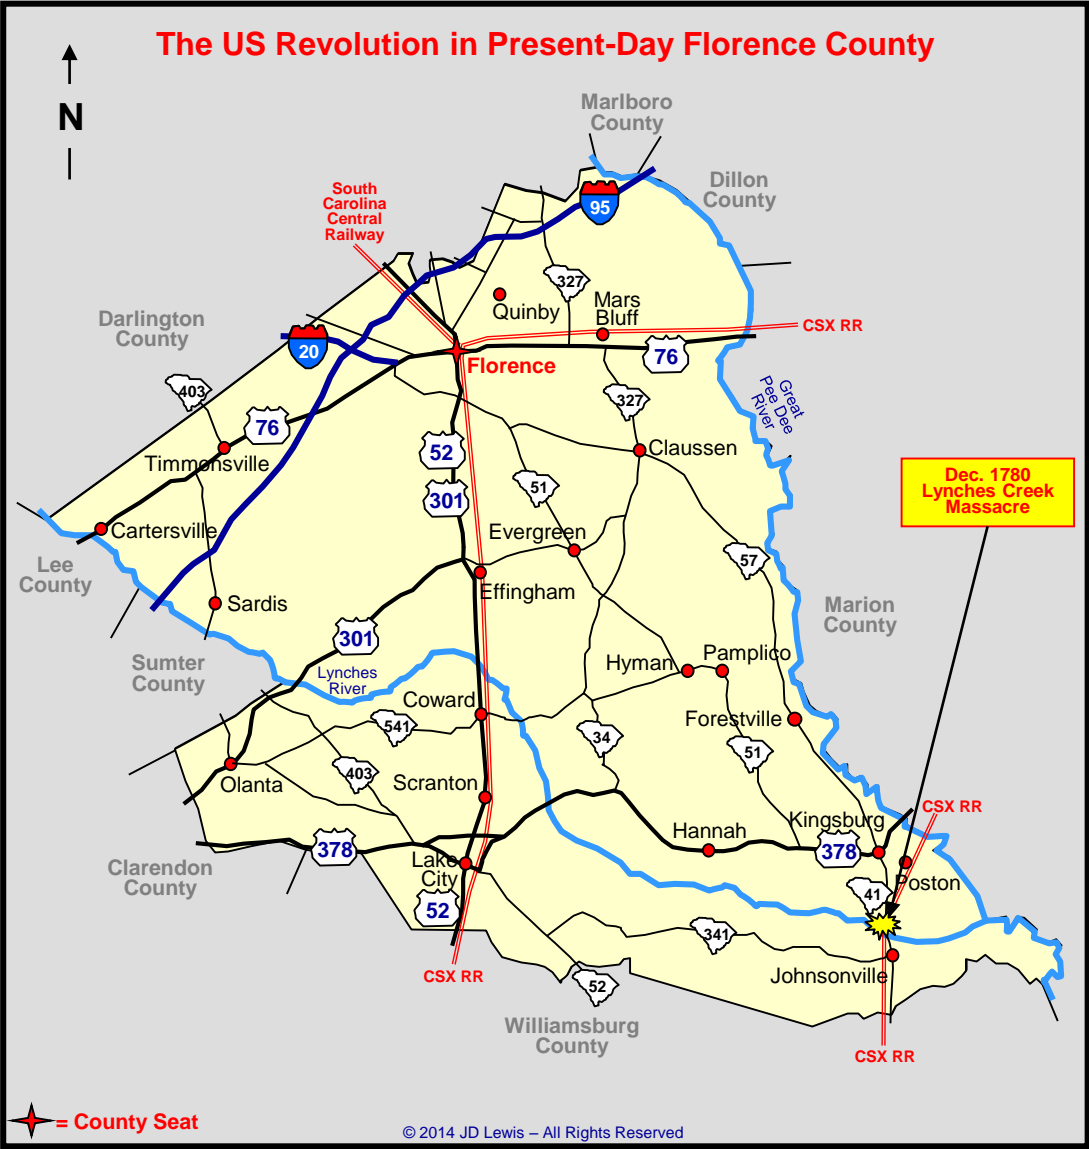 The US Revolution in Present-Day Florence County
N
Marlboro
County
Dillon
County
South
Carolina
Central
Railway
95
327
Quinby
Mars
Bluff
CSX RR
Darlington
County
20
76
Florence
403
327
Great
Pee Dee
River
76
52
Claussen
Timmonsville
301
51
Dec. 1780
Lynches Creek
Massacre
Cartersville
Evergreen
57
Lee
County
Effingham
Sardis
Marion
County
301
Sumter
County
Lynches
River
Hyman
Pamplico
Coward
Forestville
541
34
51
403
Olanta
Scranton
CSX RR
Kingsburg
Hannah
378
378
Clarendon
County
Lake
City
Poston
41
52
341
CSX RR
Johnsonville
52
Williamsburg
County
CSX RR
= County Seat
© 2014 JD Lewis – All Rights Reserved